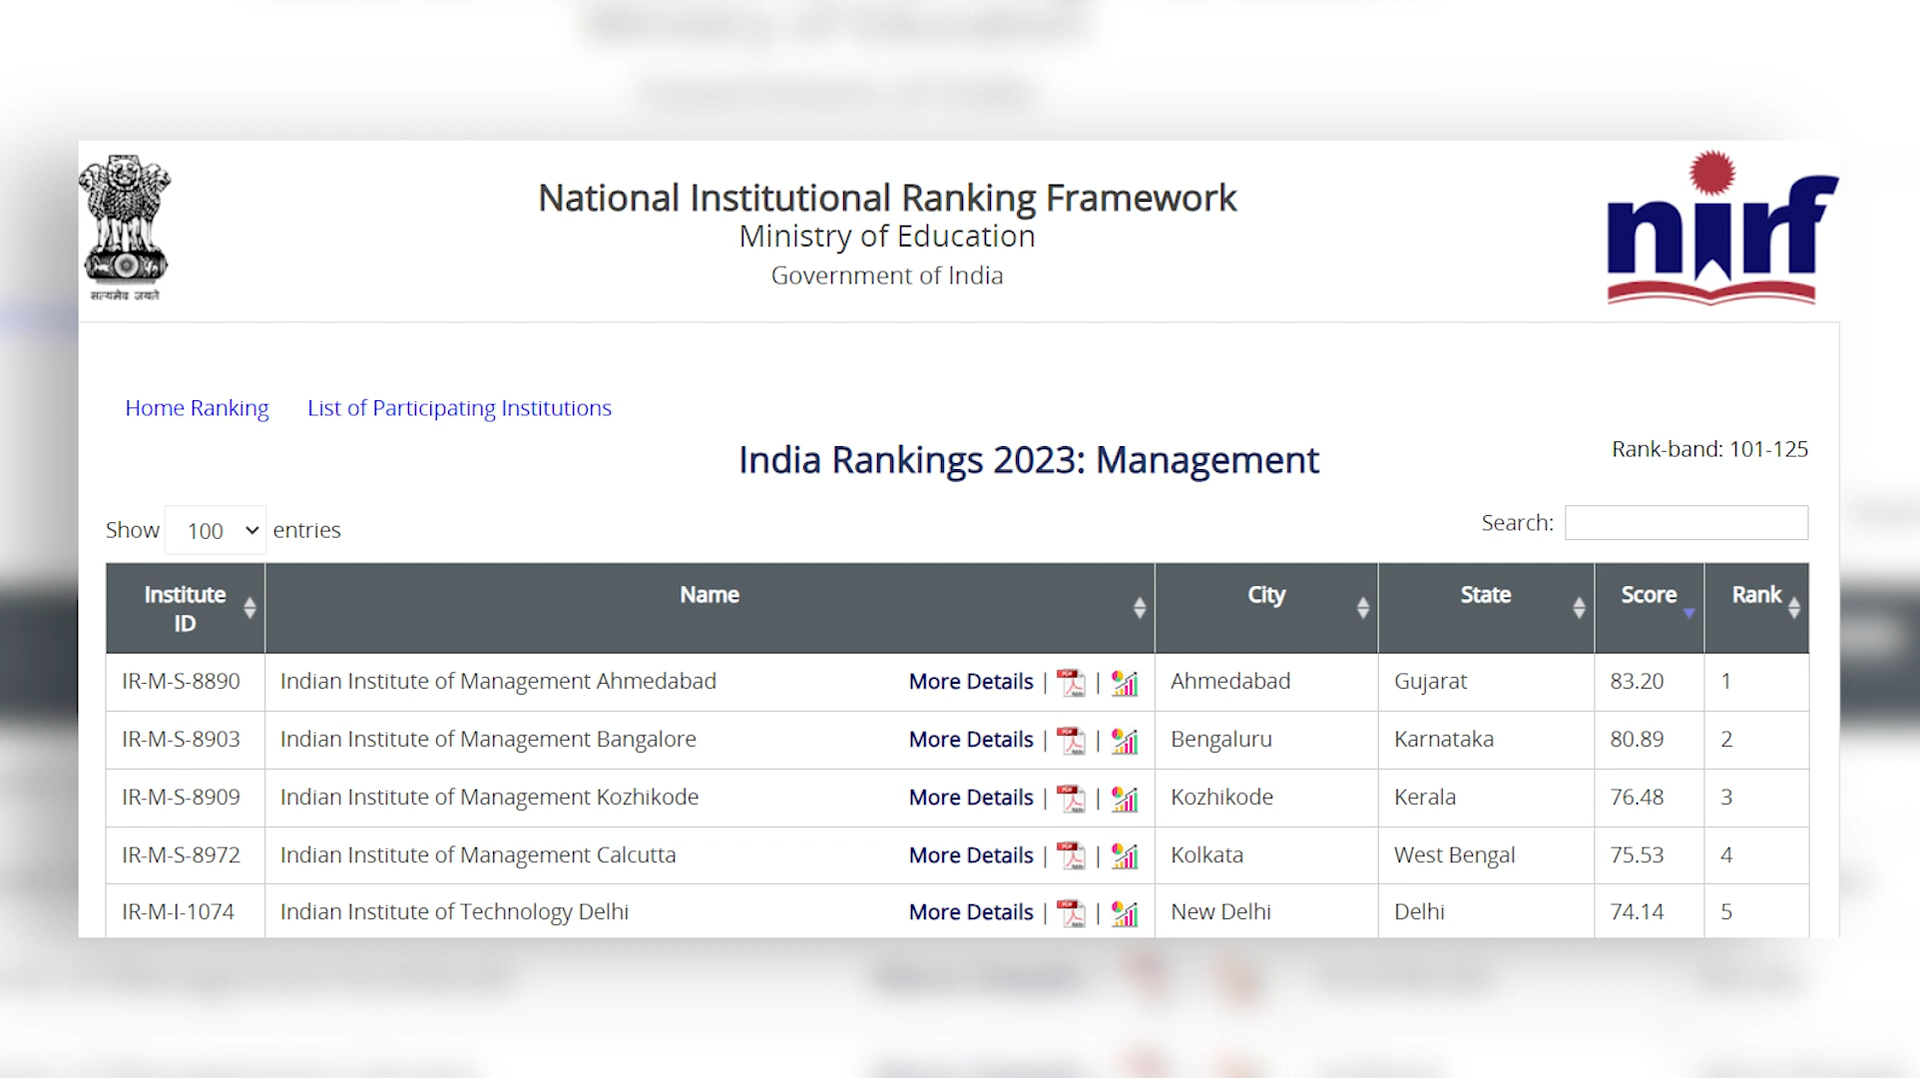 National Institutional Ranking Framework
Ministry of Education
Government of India
सत्यमेव जयते
nirf
Home Ranking List of Participating Institutions
India Rankings 2023: Management
Rank-band: 101-125
Show 100 entries
Search:
Institute ID Name City State Score Rank
IR-M-S-8890 Indian Institute of Management Ahmedabad More Details | | Ahmedabad Gujarat 83.20 1
IR-M-S-8903 Indian Institute of Management Bangalore More Details | | Bengaluru Karnataka 80.89 2
IR-M-S-8909 Indian Institute of Management Kozhikode More Details | | Kozhikode Kerala 76.48 3
IR-M-S-8972 Indian Institute of Management Calcutta More Details | | Kolkata West Bengal 75.53 4
IR-M-I-1074 Indian Institute of Technology Delhi More Details | | New Delhi Delhi 74.14 5